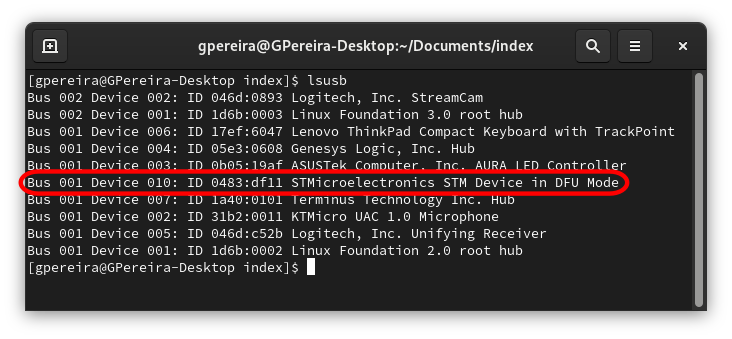 gpereira@GPereira-Desktop:~/Documents/index
[gpereira@GPereira-Desktop index]$ lsusb
Bus 002 Device 002: ID 046d:0893 Logitech, Inc. StreamCam
Bus 002 Device 001: ID 1d6b:0003 Linux Foundation 3.0 root hub
Bus 001 Device 006: ID 17ef:6047 Lenovo ThinkPad Compact Keyboard with TrackPoint
Bus 001 Device 004: ID 05e3:0608 Genesys Logic, Inc. Hub
Bus 001 Device 003: ID 0b05:19af ASUSTek Computer, Inc. AURA LED Controller
Bus 001 Device 010: ID 0483:df11 STMicroelectronics STM Device in DFU Mode
Bus 001 Device 007: ID 1a40:0101 Terminus Technology Inc. Hub
Bus 001 Device 002: ID 31b2:0011 KTMicro UAC 1.0 Microphone
Bus 001 Device 005: ID 046d:c52b Logitech, Inc. Unifying Receiver
Bus 001 Device 001: ID 1d6b:0002 Linux Foundation 2.0 root hub
[gpereira@GPereira-Desktop index]$